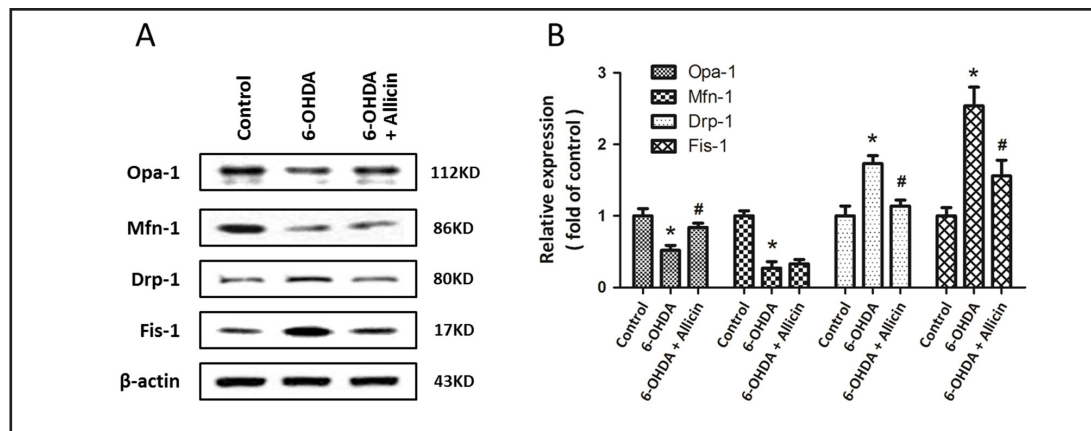 A
Control
6-OHDA
6-OHDA
+ Allicin
Opa-1
112KD
Mfn-1
86KD
Drp-1
80KD
Fis-1
17KD
β-actin
43KD
B
Relative expression
( fold of control )
3
2
1
0
Opa-1
Mfn-1
Drp-1
Fis-1
*
#
*
*
#
*
#
Control
6-OHDA
6-OHDA + Allicin
Control
6-OHDA
6-OHDA + Allicin
Control
6-OHDA
6-OHDA + Allicin
Control
6-OHDA
6-OHDA + Allicin